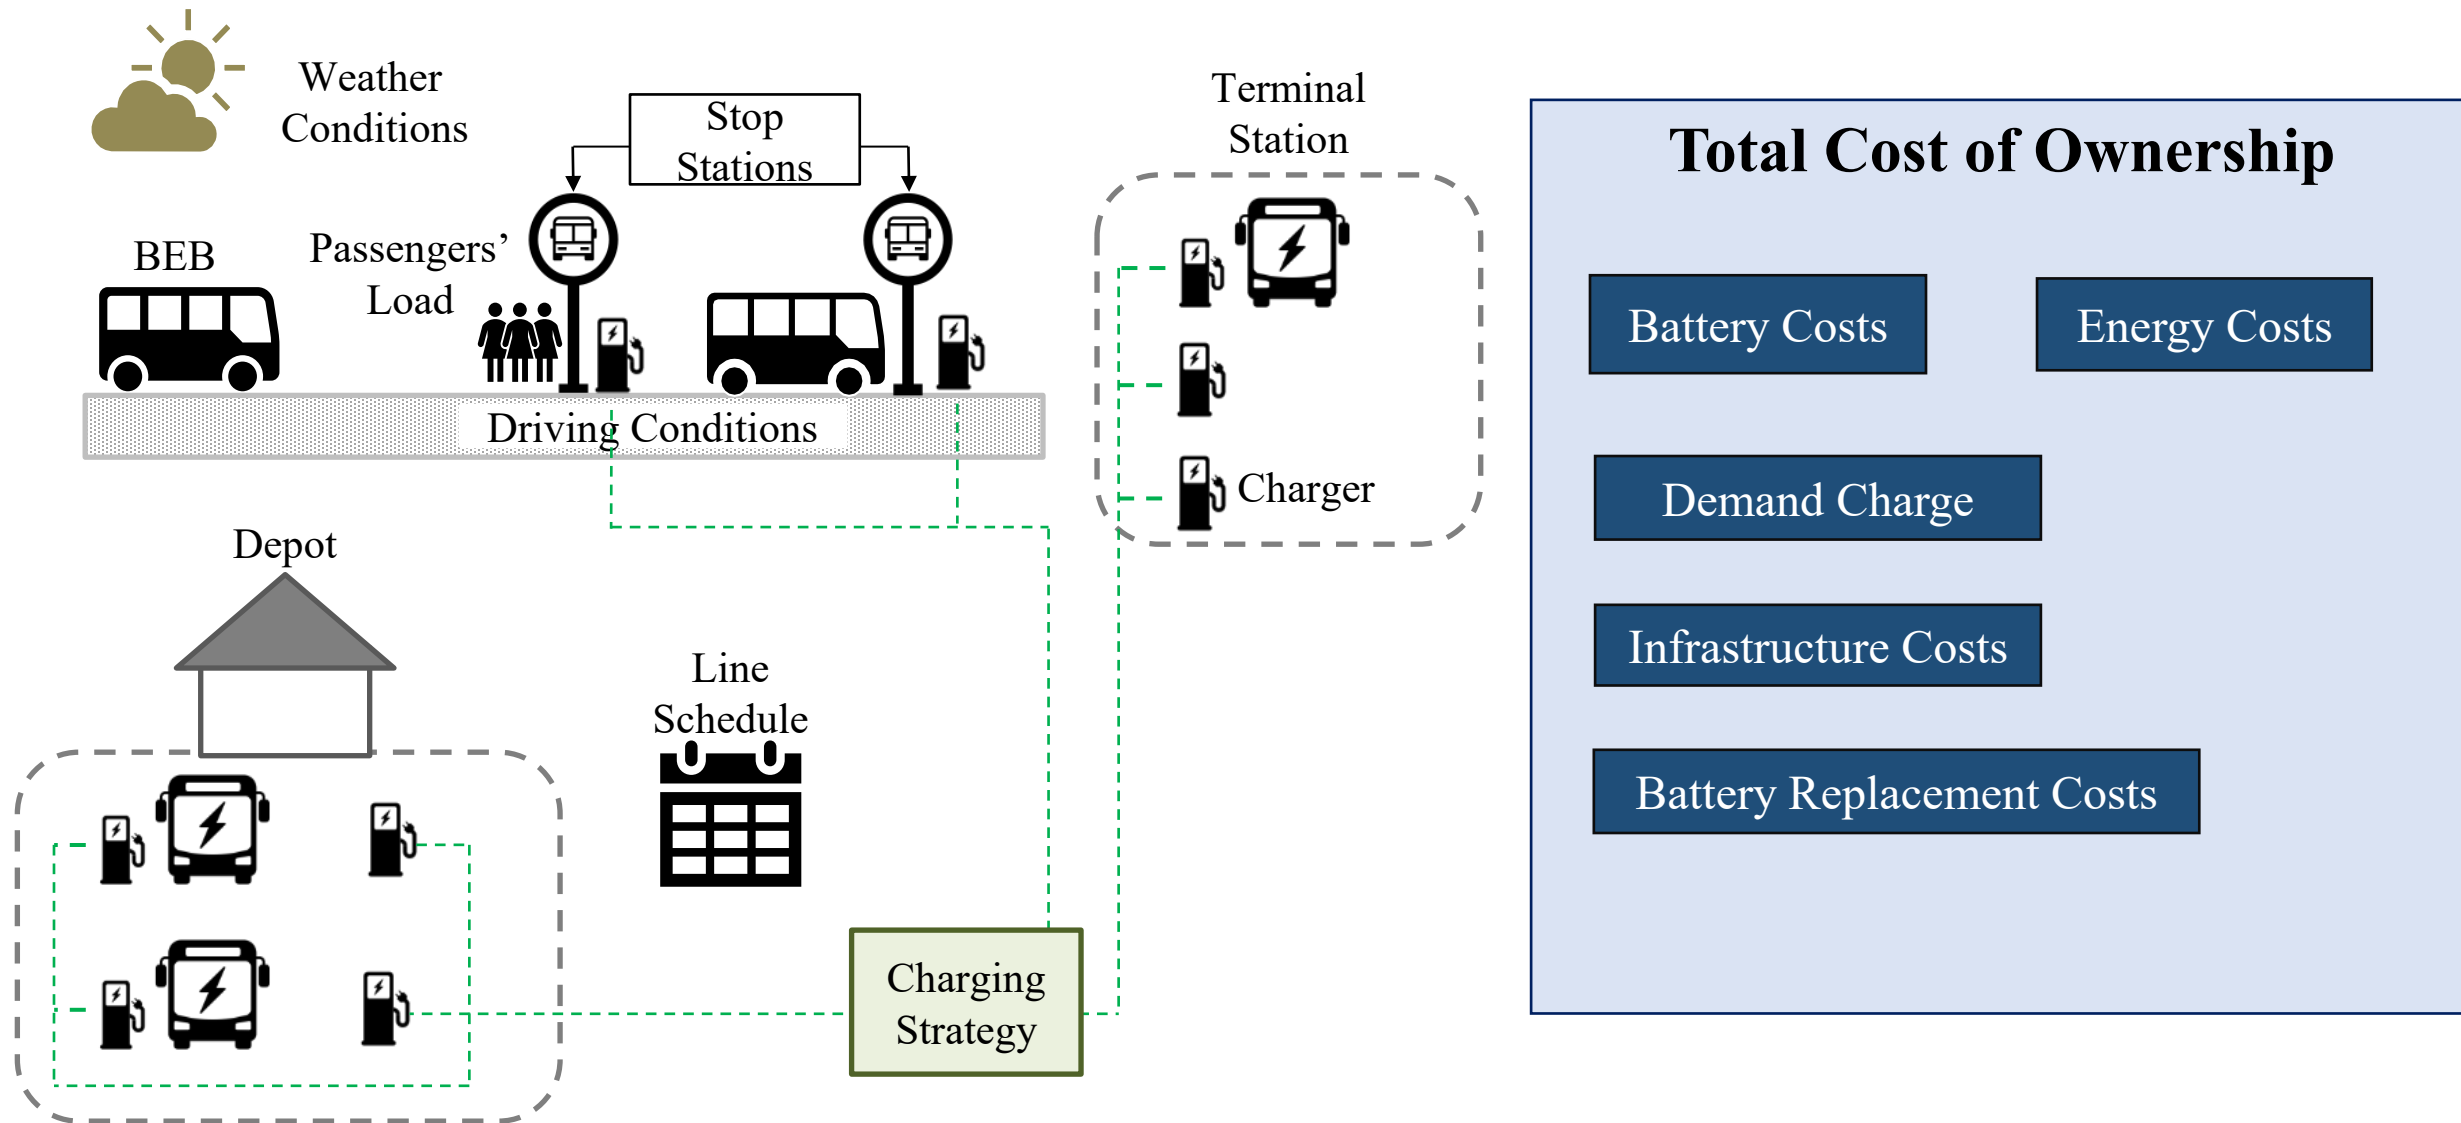 Weather
Conditions
Stop
Stations
Terminal
Station
BEB
Passengers’
Load
Driving Conditions
Charger
Depot
Line
Schedule
Charging
Strategy
Total Cost of Ownership
Battery Costs
Energy Costs
Demand Charge
Infrastructure Costs
Battery Replacement Costs